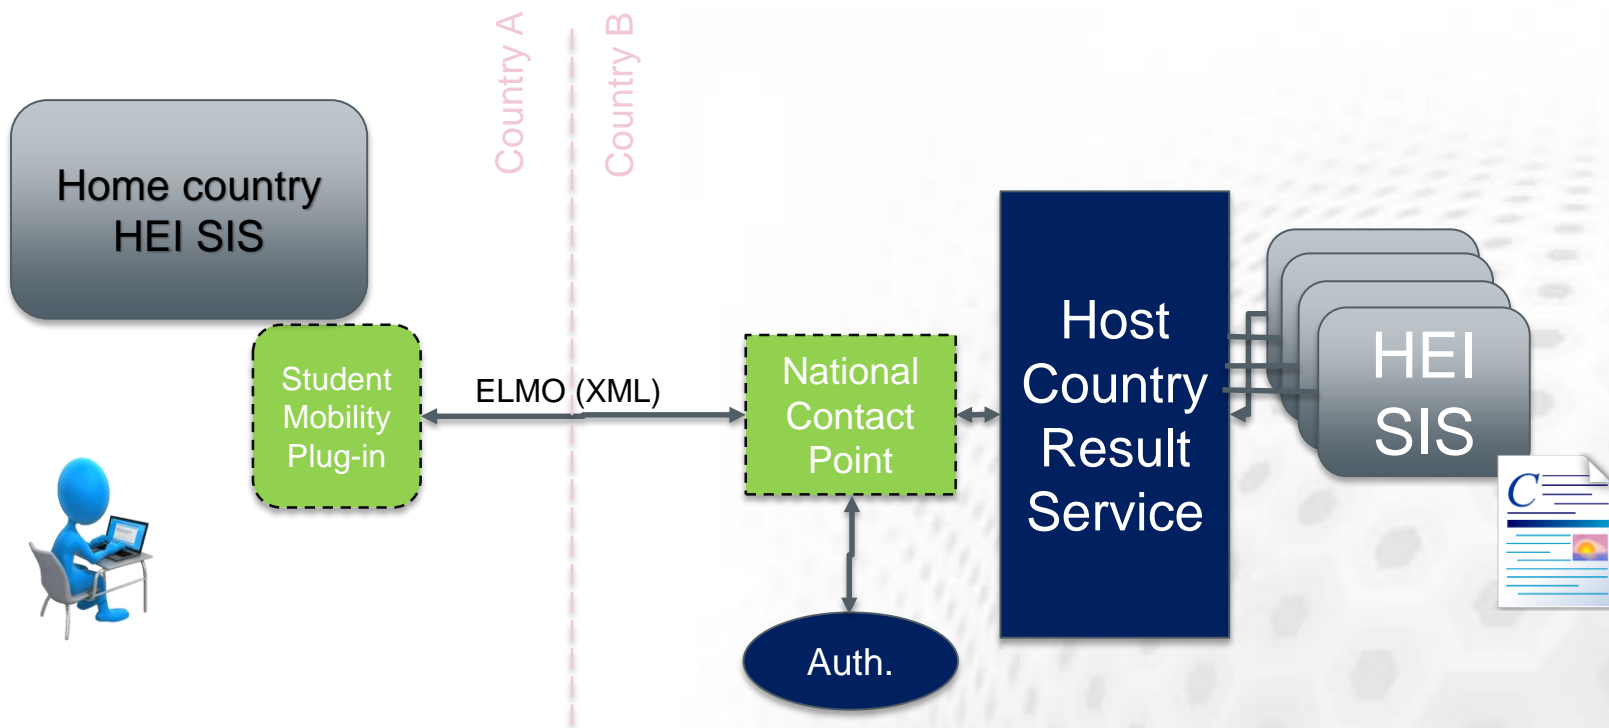 Country A
Country B
Home country
HEI SIS
Student
Mobility
Plug-in
ELMO (XML)
National
Contact
Point
Host
Country
Result
Service
HEI
SIS
C
Auth.